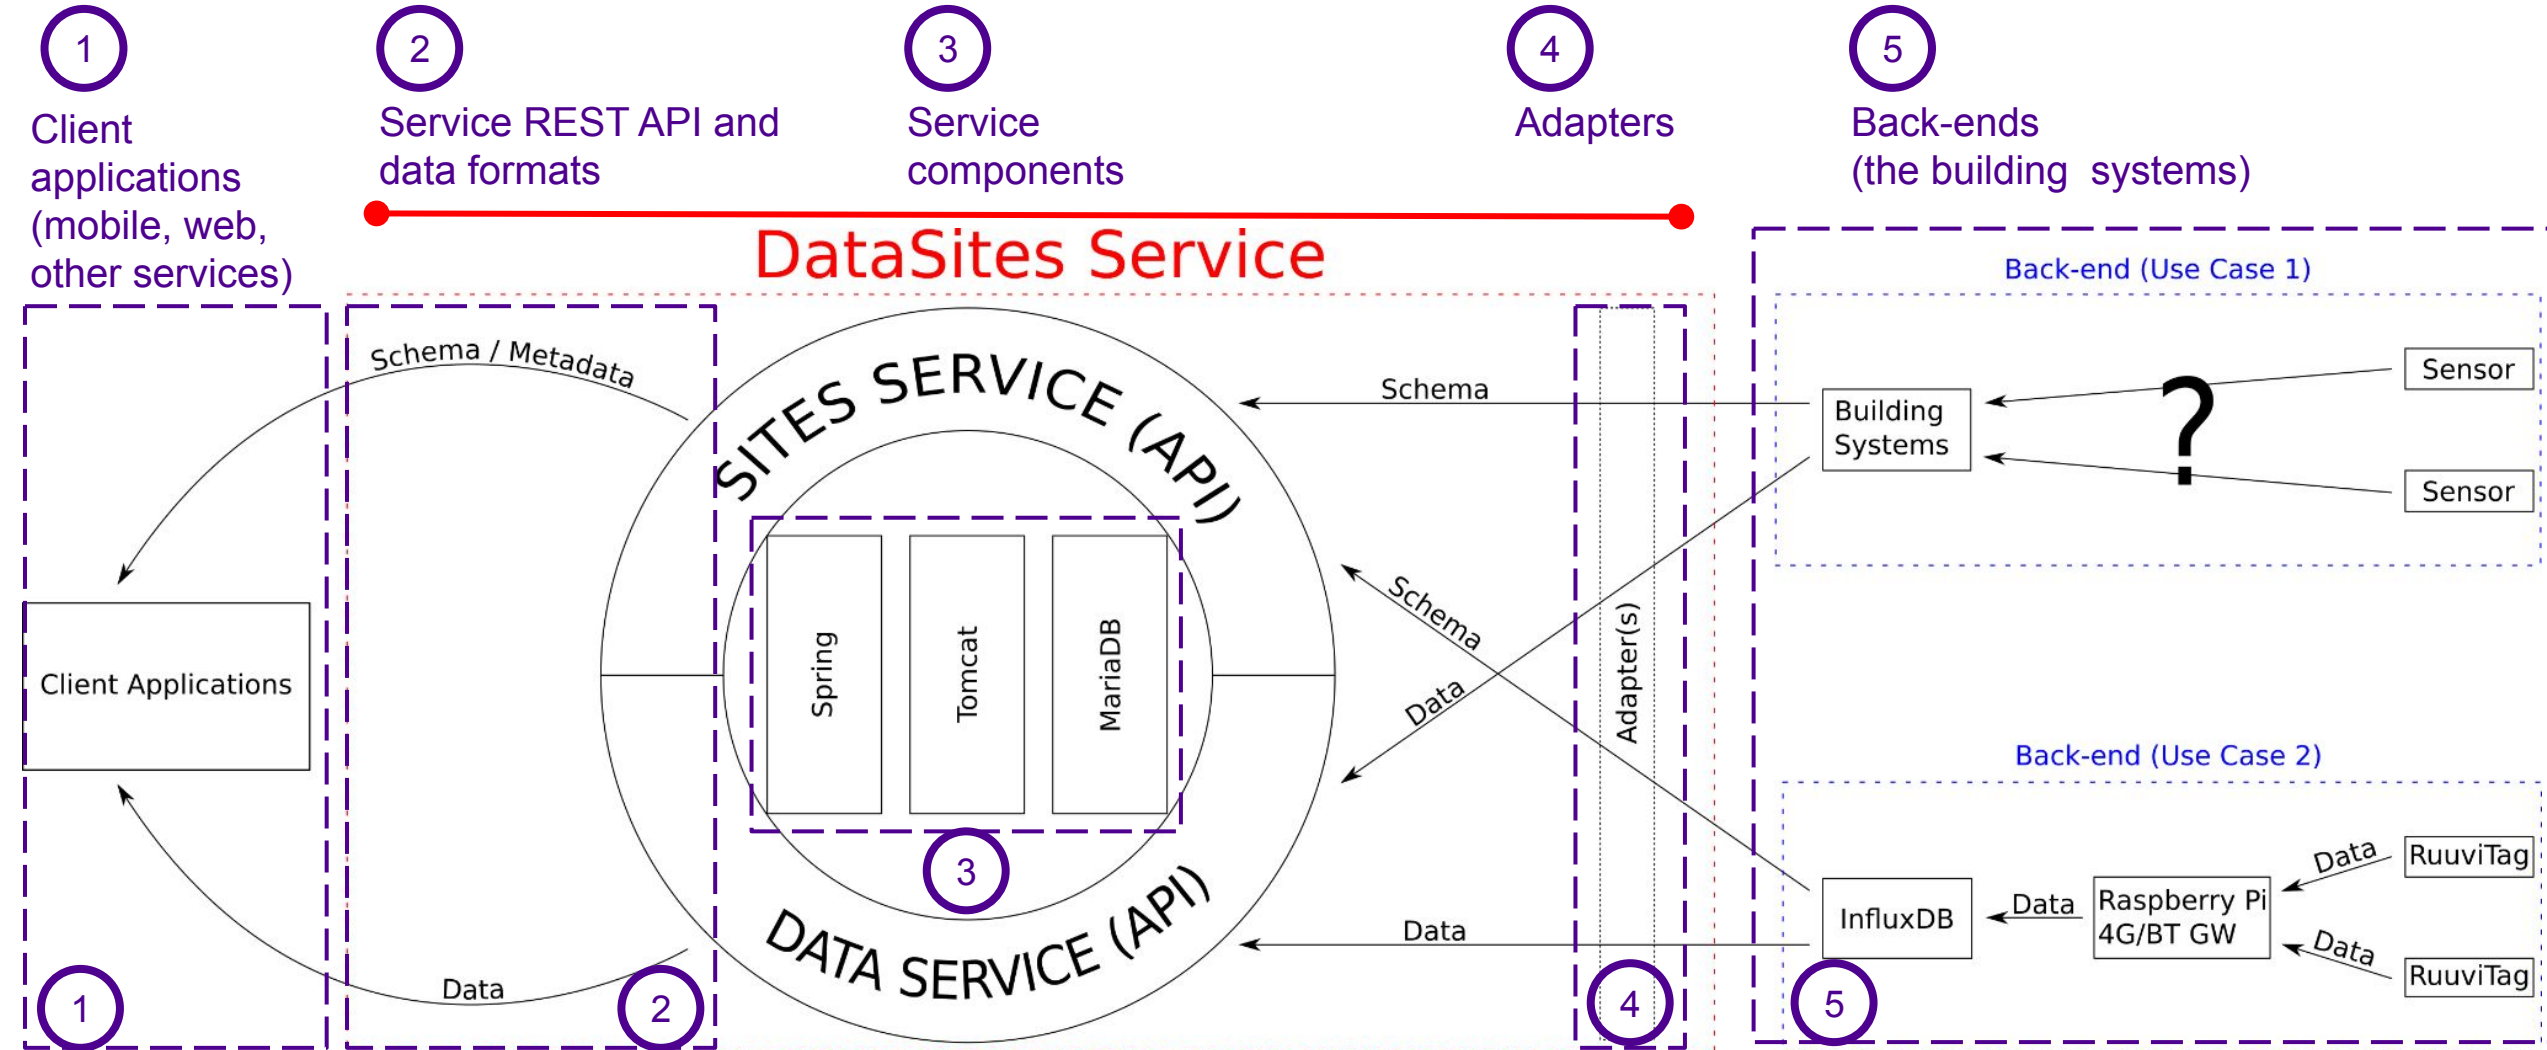 1
2
3
4
5
Client
applications
(mobile, web,
other services)
Service REST API and
data formats
Service
components
Adapters
Back-ends
(the building  systems)
DataSites Service
Schema / Metadata
Client Applications
Data
1
2
SITES SERVICE (API)
Spring
Tomcat
MariaDB
3
DATA SERVICE (API)
Schema
Schema
Data
Data
Adapter(s)
4
Back-end (Use Case 1)
Building
Systems
?
Sensor
Sensor
Back-end (Use Case 2)
InfluxDB
Data
Raspberry Pi
4G/BT GW
Data
Data
RuuviTag
RuuviTag
5